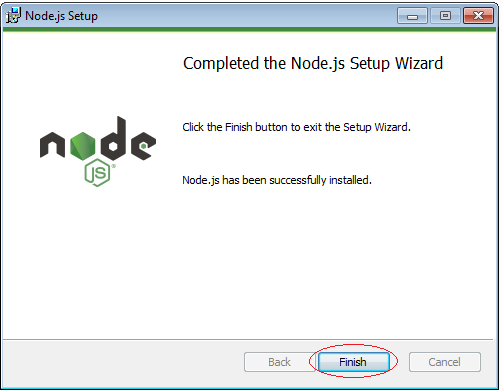 Node.js Setup
Completed the Node.js Setup Wizard
Click the Finish button to exit the Setup Wizard.
node
JS
Node.js has been successfully installed.
Back
Finish
Cancel